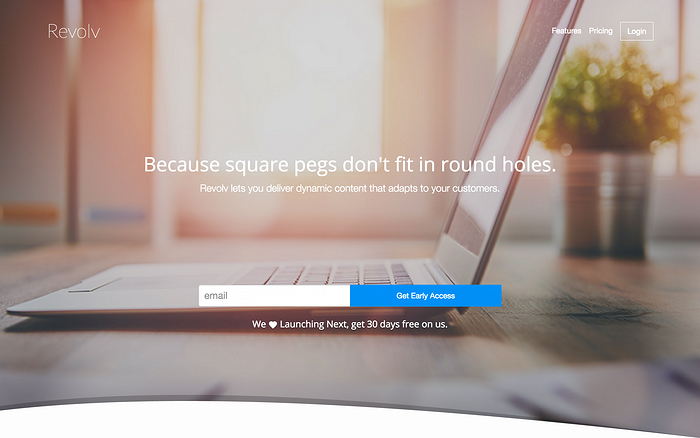 Revolv
Features Pricing Login
Because square pegs don't fit in round holes.
Revolv lets you deliver dynamic content that adapts to your customers.
email Get Early Access
We ♥ Launching Next, get 30 days free on us.